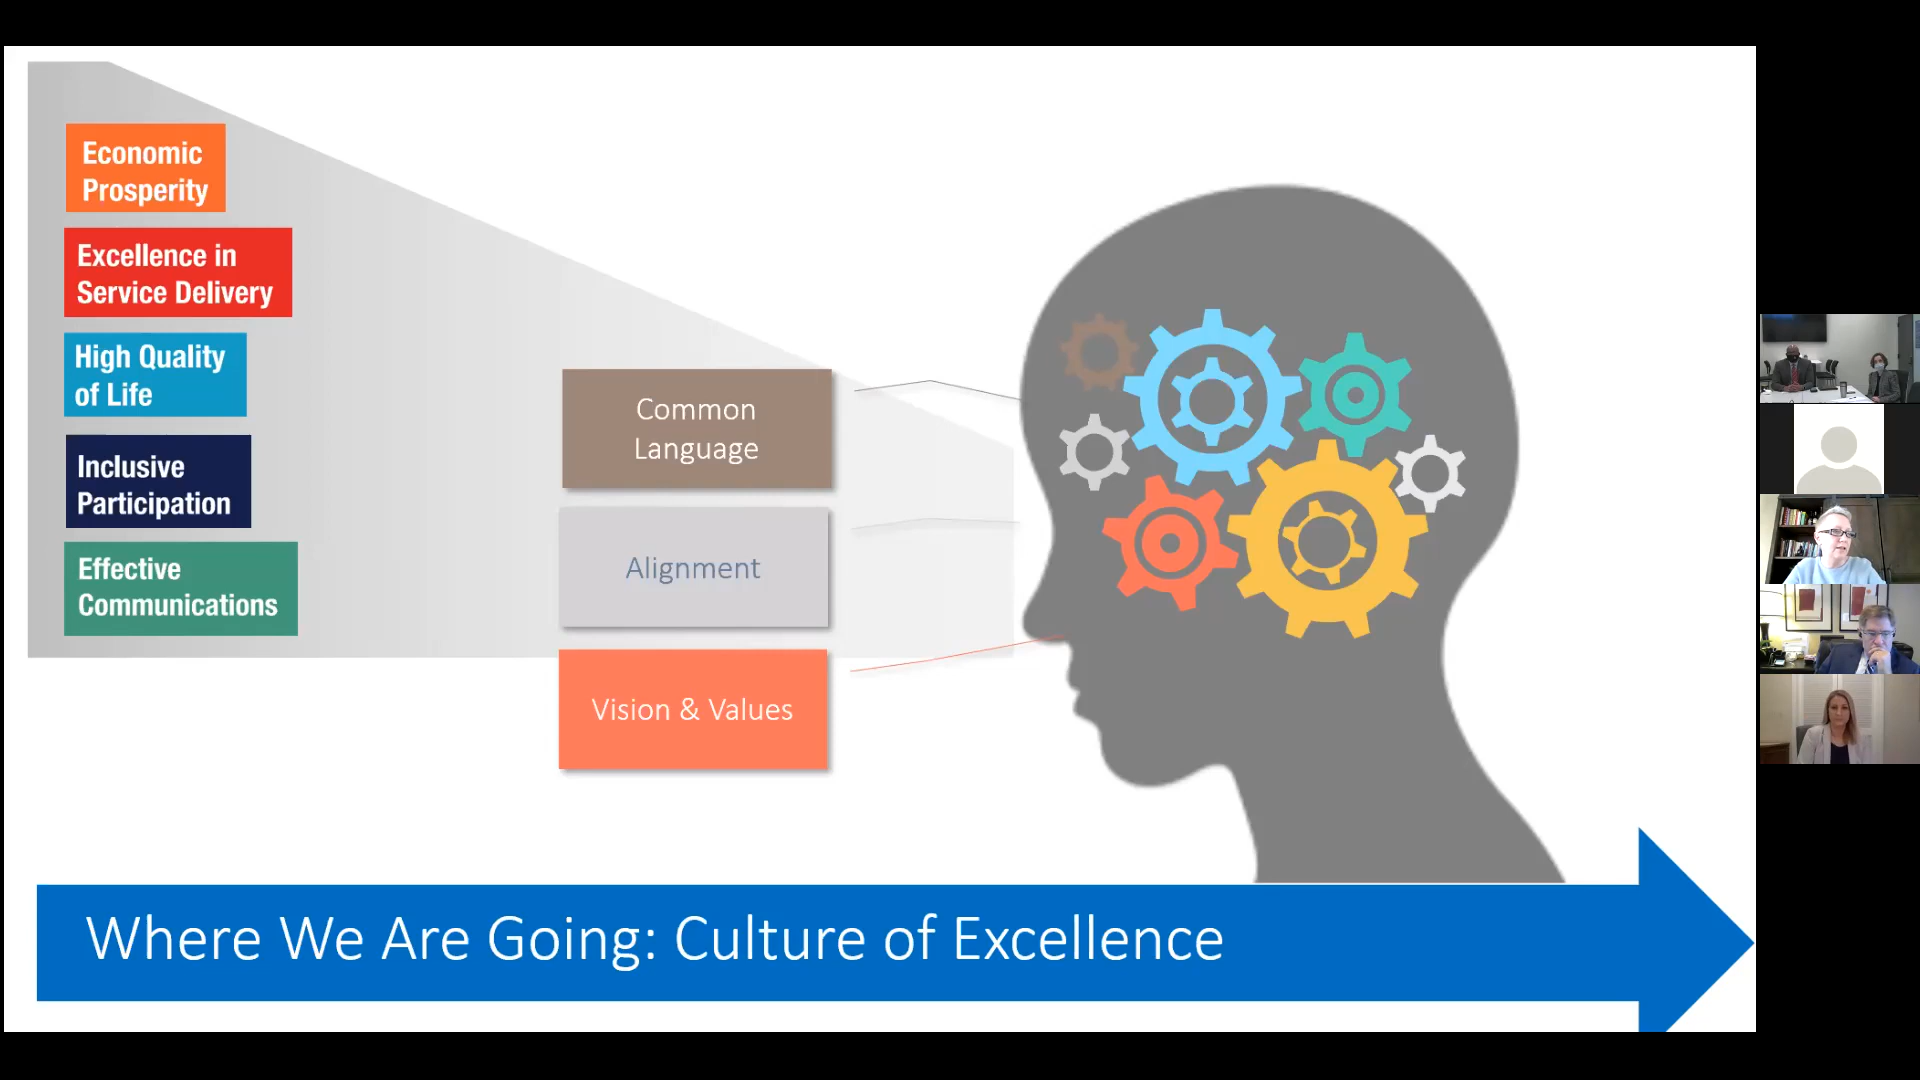 Economic
Prosperity
Excellence in
Service Delivery
High Quality
of Life
Inclusive
Participation
Effective
Communications
Common
Language
Alignment
Vision & Values
Where We Are Going: Culture of Excellence